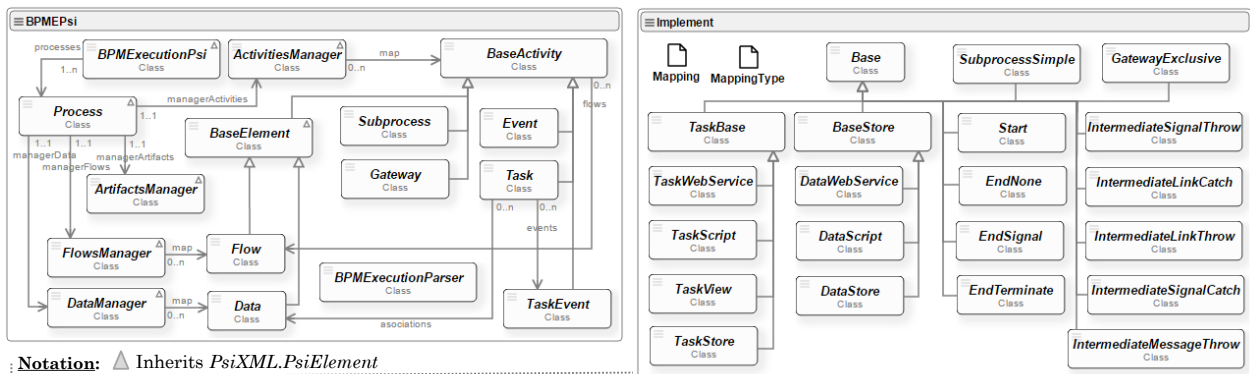 BPMEPsi
processes
1..n
BPMExecutionPsi
Class
ActivitiesManager
Class
map
0..n
BaseActivity
Class
0..n
flows
Process
Class
managerActivities
1..1
1..1
managerData
1..1
managerFlows
1..1
managerArtifacts
BaseElement
Class
Subprocess
Class
Event
Class
Gateway
Class
Task
Class
0..n
0..n
events
ArtifactsManager
Class
FlowsManager
Class
map
0..n
Flow
Class
BPMExecutionParser
Class
DataManager
Class
map
0..n
Data
Class
asociations
TaskEvent
Class
Notation: Inherits PsiXML.PsiElement
Implement
Mapping
MappingType
Base
Class
SubprocessSimple
Class
GatewayExclusive
Class
TaskBase
Class
BaseStore
Class
Start
Class
IntermediateSignalThrow
Class
TaskWebService
Class
DataWebService
Class
EndNone
Class
IntermediateLinkCatch
Class
TaskScript
Class
DataScript
Class
EndSignal
Class
IntermediateLinkThrow
Class
TaskView
Class
DataStore
Class
EndTerminate
Class
IntermediateSignalCatch
Class
TaskStore
Class
IntermediateMessageThrow
Class